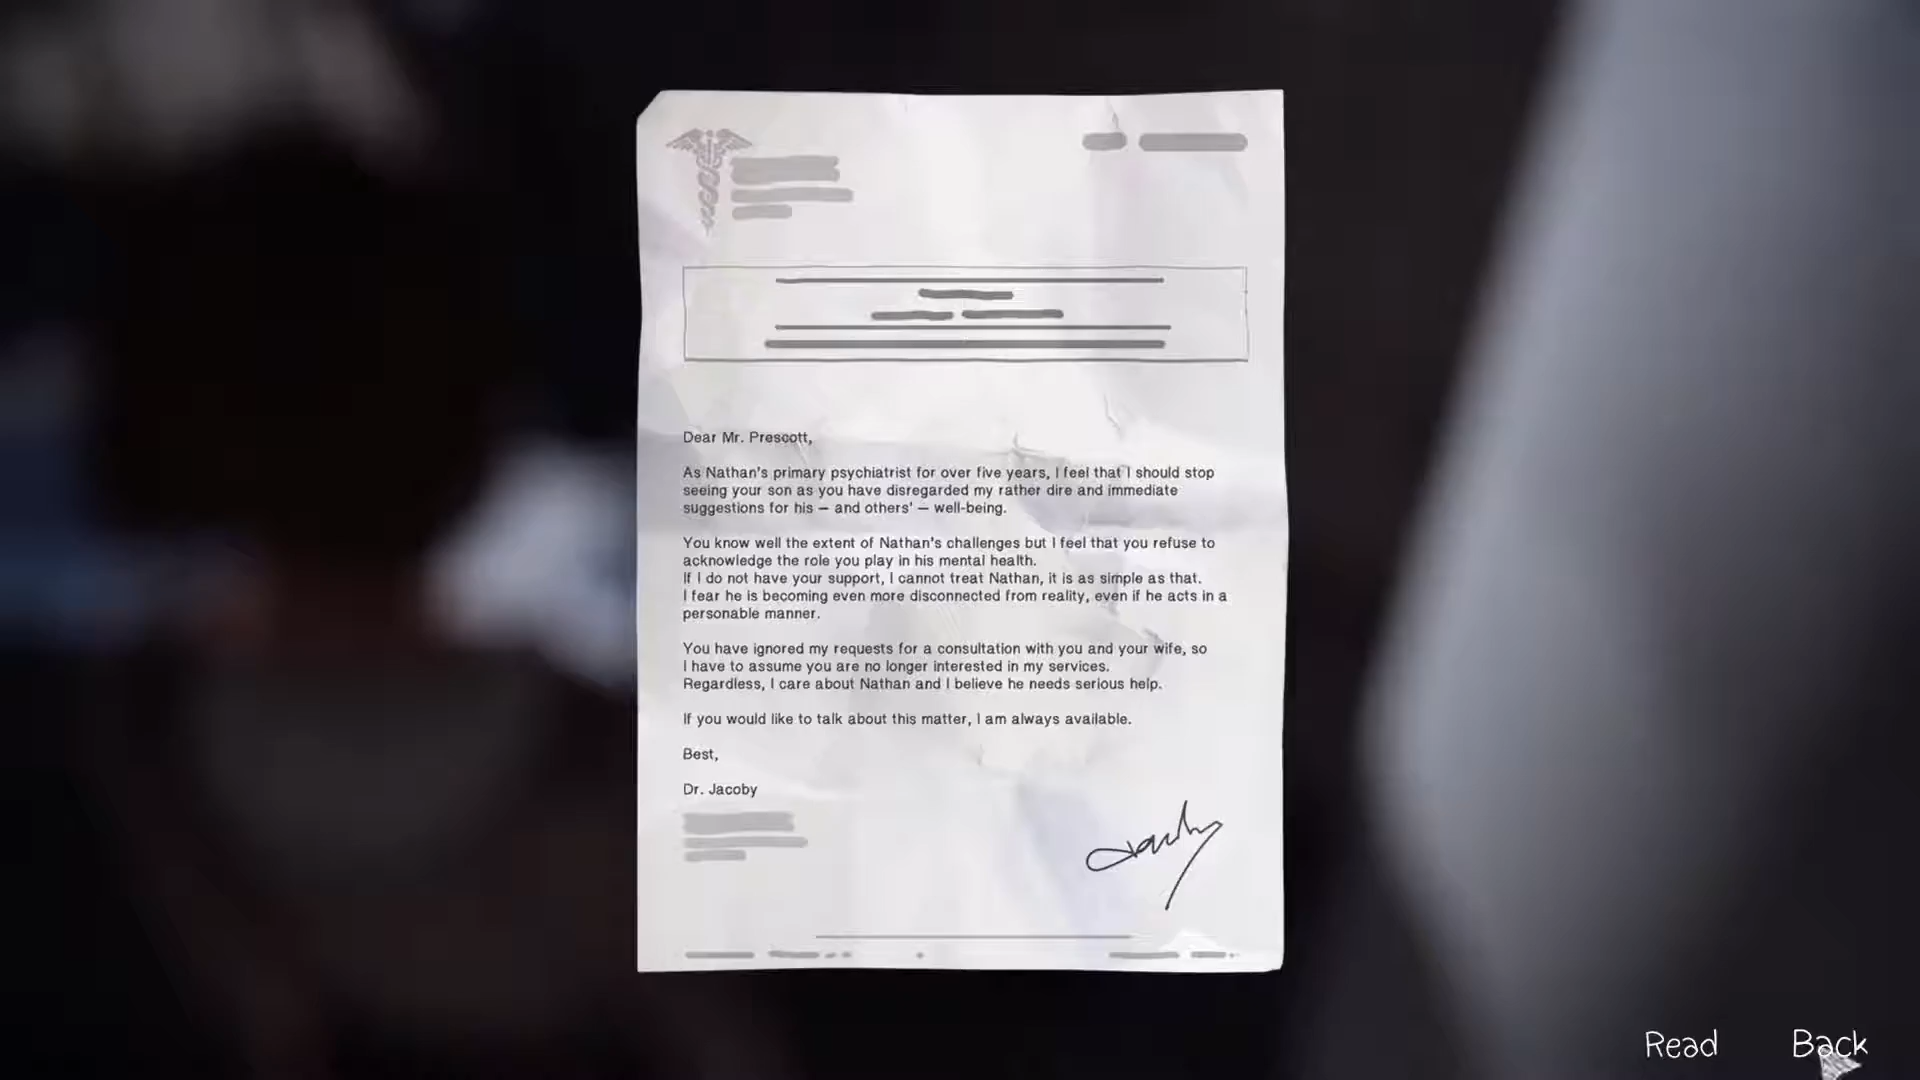 Dear Mr. Prescott,
As Nathan's primary psychiatrist for over five years, I feel that I should stop
seeing your son as you have disregarded my rather dire and immediate
suggestions for his – and others' – well-being.
You know well the extent of Nathan's challenges but I feel that you refuse to
acknowledge the role you play in his mental health.
If I do not have your support, I cannot treat Nathan, it is as simple as that.
I fear he is becoming even more disconnected from reality, even if he acts in a
personable manner.
You have ignored my requests for a consultation with you and your wife, so
I have to assume you are no longer interested in my services.
Regardless, I care about Nathan and I believe he needs serious help.
If you would like to talk about this matter, I am always available.
Best,
Dr. Jacoby
Jacoby
Read Back